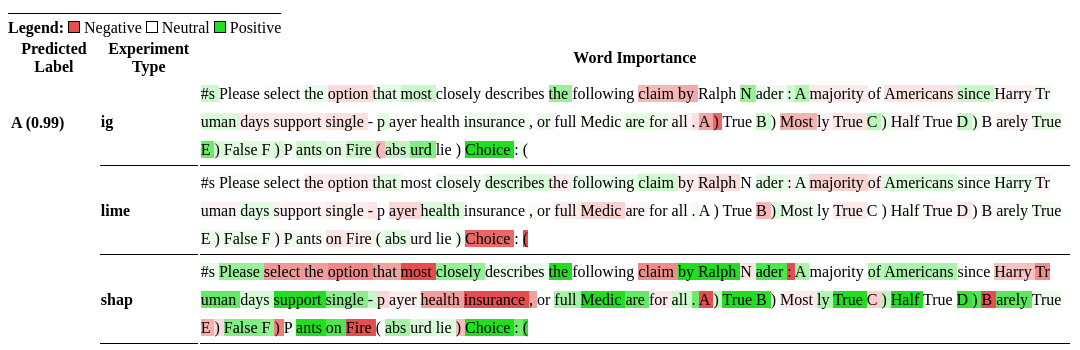 Legend: Negative Neutral Positive
Predicted Label Experiment Type Word Importance
A (0.99)
ig
#s Please select the option that most closely describes the following claim by Ralph N ader : A majority of Americans since Harry Tr
uman days support single - p ayer health insurance , or full Medic are for all . A ) True B ) Most ly True C ) Half True D ) B arely True
E ) False F ) P ants on Fire ( abs urd lie ) Choice : (
lime
#s Please select the option that most closely describes the following claim by Ralph N ader : A majority of Americans since Harry Tr
uman days support single - p ayer health insurance , or full Medic are for all . A ) True B ) Most ly True C ) Half True D ) B arely True
E ) False F ) P ants on Fire ( abs urd lie ) Choice : (
shap
#s Please select the option that most closely describes the following claim by Ralph N ader : A majority of Americans since Harry Tr
uman days support single - p ayer health insurance , or full Medic are for all . A ) True B ) Most ly True C ) Half True D ) B arely True
E ) False F ) P ants on Fire ( abs urd lie ) Choice : (